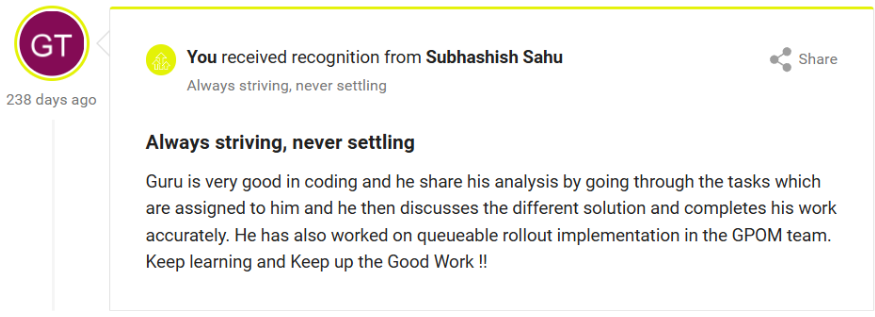 GT
238 days ago
You received recognition from Subhashish Sahu
Share
Always striving, never settling
Always striving, never settling
Guru is very good in coding and he share his analysis by going through the tasks which
are assigned to him and he then discusses the different solution and completes his work
accurately. He has also worked on queueable rollout implementation in the GPOM team.
Keep learning and Keep up the Good Work !!